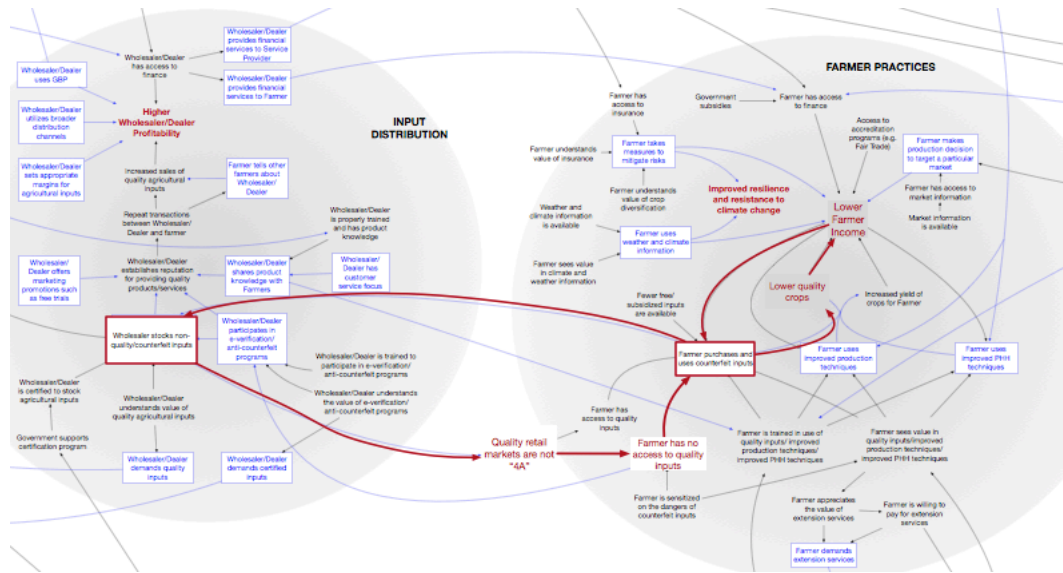 Wholesaler/Dealer
provides financial
services to Service
Provider
Wholesaler/Dealer
has access to
finance
Wholesaler/Dealer
uses GBP
Wholesaler/Dealer
provides financial
services to Farmer
Higher
Wholesaler/Dealer
Profitability
Wholesaler/Dealer
utilizes broader
distribution
channels
INPUT
DISTRIBUTION
Wholesaler/Dealer
sets appropriate
margins for
agricultural inputs
Increased sales of
quality agricultural
inputs
Farmer tells other
farmers about
Wholesaler/
Dealer
Repeat transactions
between Wholesaler/
Dealer and farmer
Wholesaler/Dealer
is properly trained
and has product
knowledge
Wholesaler/
Dealer offers
marketing
promotions such
as free trials
Wholesaler/Dealer
establishes reputation
for providing quality
products/services
Wholesaler/Dealer
shares product
knowledge with
Farmers
Wholesaler/
Dealer has
customer
service focus
Wholesaler stocks non-
quality/counterfeit inputs
Wholesaler/Dealer
participates in
e-verification/
anti-counterfeit
programs
Wholesaler/Dealer is trained to
participate in e-verification/
anti-counterfeit programs
Wholesaler/Dealer
is certified to stock
agricultural inputs
Wholesaler/Dealer
understands value of
quality agricultural inputs
Wholesaler/Dealer understands
the value of e-verification/
anti-counterfeit programs
Government supports
certification program
Wholesaler/Dealer
demands quality
inputs
Wholesaler/Dealer
demands certified
inputs
Quality retail
markets are not
"4A"
FARMER PRACTICES
Farmer has
access to
insurance
Government
subsidies
Farmer has access
to finance
Access to
accreditation
programs (e.g.
Fair Trade)
Farmer makes
production decision
to target a particular
market
Farmer understands
value of insurance
Farmer takes
measures to
mitigate risks
Farmer understands
value of crop
diversification
Improved resilience
and resistance to
climate change
Lower
Farmer
Income
Farmer has access to
market information
Market information
is available
Weather and
climate information
is available
Farmer uses
weather and climate
information
Farmer sees value
in climate and
weather information
Lower quality
crops
Increased yield of
crops for Farmer
Fewer free/
subsidized inputs
are available
Farmer purchases and
uses counterfeit inputs
Farmer uses
improved production
techniques
Farmer uses
improved PHH
techniques
Farmer has
access to quality
inputs
Farmer has no
access to quality
inputs
Farmer is trained in use of
quality inputs/ improved
production techniques/
improved PHH techniques
Farmer sees value in
quality inputs/improved
production techniques/
improved PHH techniques
Farmer is sensitized
on the dangers of
counterfeit inputs
Farmer appreciates
the value of
extension services
Farmer is willing to
pay for extension
services
Farmer demands
extension services